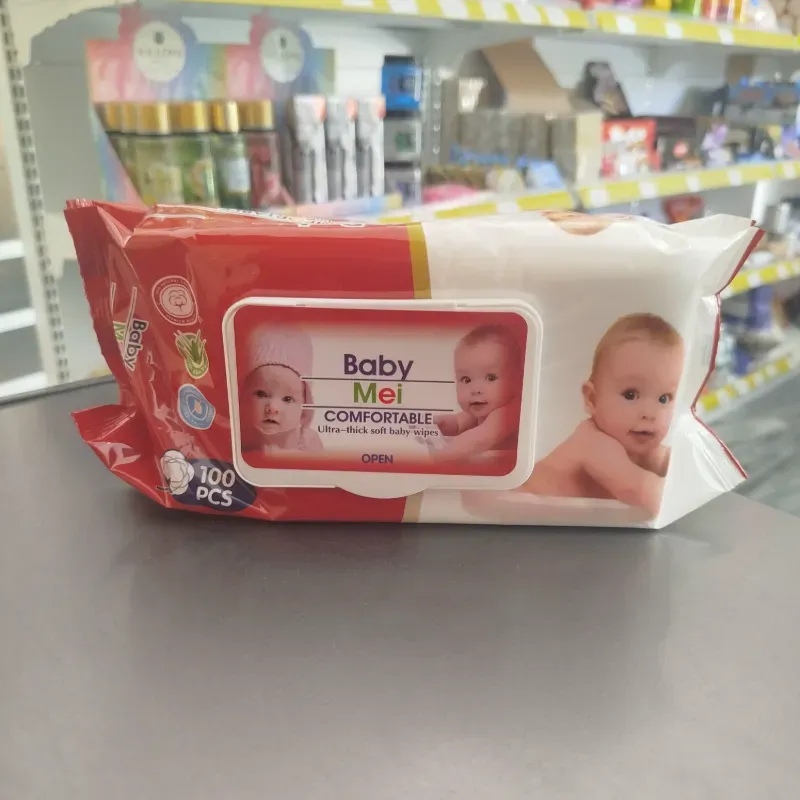 Baby
Mei
COMFORTABLE
Ultra-thick soft baby wipes
OPEN
100
PCS
Baby